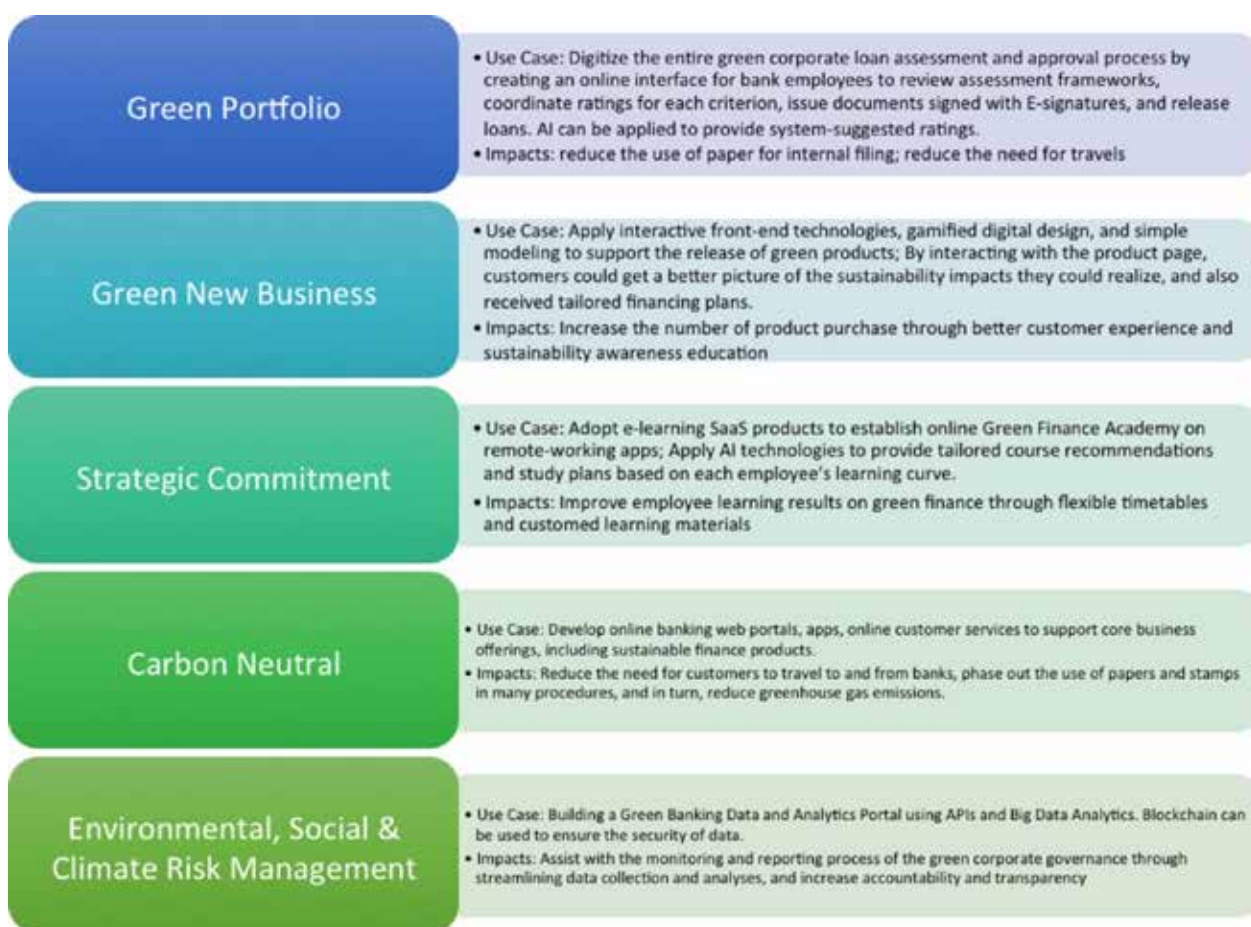 Green Portfolio
• Use Case: Digitize the entire green corporate loan assessment and approval process by
creating an online interface for bank employees to review assessment frameworks,
coordinate ratings for each criterion, issue documents signed with E-signatures, and release
loans. AI can be applied to provide system-suggested ratings.
• Impacts: reduce the use of paper for internal filing; reduce the need for travels
Green New Business
• Use Case: Apply interactive front-end technologies, gamified digital design, and simple
modeling to support the release of green products; By interacting with the product page,
customers could get a better picture of the sustainability impacts they could realize, and also
received tailored financing plans.
• Impacts: Increase the number of product purchase through better customer experience and
sustainability awareness education
Strategic Commitment
• Use Case: Adopt e-learning SaaS products to establish online Green Finance Academy on
remote-working apps; Apply AI technologies to provide tailored course recommendations
and study plans based on each employee's learning curve.
• Impacts: Improve employee learning results on green finance through flexible timetables
and customed learning materials
Carbon Neutral
• Use Case: Develop online banking web portals, apps, online customer services to support core business
offerings, including sustainable finance products.
• Impacts: Reduce the need for customers to travel to and from banks, phase out the use of papers and stamps
in many procedures, and in turn, reduce greenhouse gas emissions.
Environmental, Social &
Climate Risk Management
• Use Case: Building a Green Banking Data and Analytics Portal using APIs and Big Data Analytics. Blockchain can
be used to ensure the security of data.
• Impacts: Assist with the monitoring and reporting process of the green corporate governance through
streamlining data collection and analyses, and increase accountability and transparency